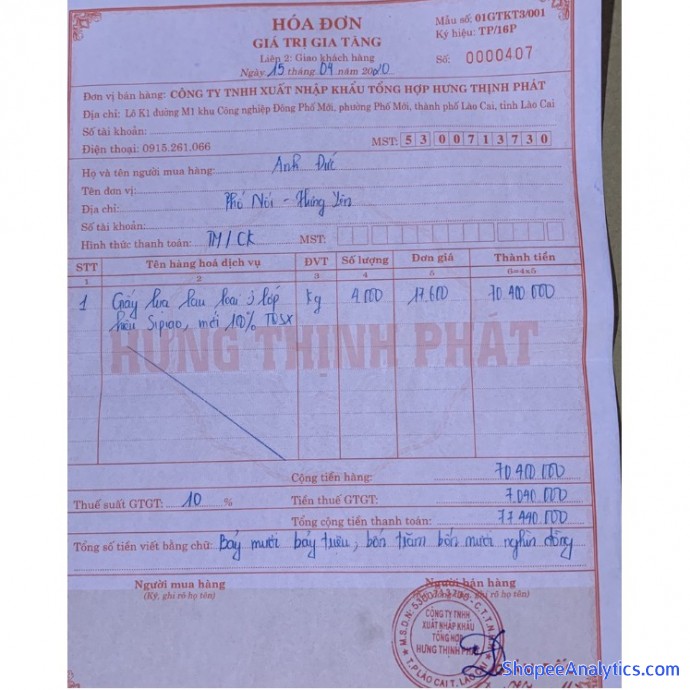 HÓA ĐƠN
GIÁ TRỊ GIA TĂNG
Liên 2: Giao khách hàng
Ngày 15 tháng 04 năm 2020
Mẫu số: 01GTKT3/001
Ký hiệu: TP/16P
Số: 0000407
Đơn vị bán hàng: CÔNG TY TNHH XUẤT NHẬP KHẨU TỔNG HỢP HƯNG THỊNH PHÁT
Địa chỉ: Lô K1 đường M1 khu Công nghiệp Đông Phố Mới, phường Phố Mới, thành phố Lào Cai, tỉnh Lào Cai
Số tài khoản:
Điện thoại: 0915.261.066 MST: 5300713730
Họ và tên người mua hàng: Anh Đức
Tên đơn vị:
Địa chỉ: Phố Nối - Hưng Yên
Số tài khoản:
Hình thức thanh toán: TM/CK MST:
STT Tên hàng hoá dịch vụ ĐVT Số lượng Đơn giá Thành tiền
1 2 3 4 5 6=4x5
1 Giấy lụa lau loại 3 lớp kg 4.000 17.600 70.400.000
hiệu Sipiao, mới 100% TQSX
HƯNG THỊNH PHÁT
Cộng tiền hàng: 70.400.000
Thuế suất GTGT: 10 % Tiền thuế GTGT: 7.040.000
Tổng cộng tiền thanh toán: 77.440.000
Tổng số tiền viết bằng chữ: Bảy mươi bảy triệu, bốn trăm bốn mươi nghìn đồng
Người mua hàng Người bán hàng
(Ký, ghi rõ họ tên)
CÔNG TY TNHH
XUẤT NHẬP KHẨU
TỔNG HỢP
HƯNG THỊNH PHÁT
T.P LAO CAI T. LAO CAI
ShopeeAnalytics.com